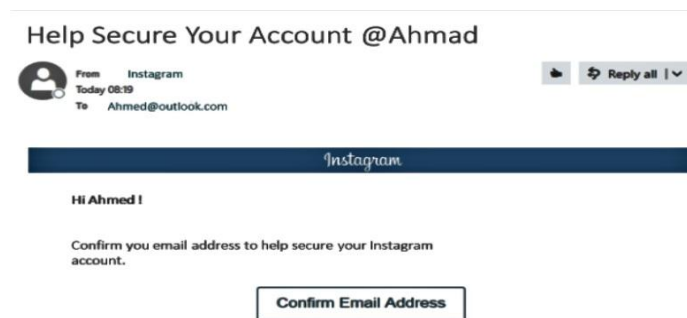 Help Secure Your Account @Ahmad
From Instagram
Reply all
Today 08:19
To Ahmed@outlook.com
Instagram
Hi Ahmed !
Confirm you email address to help secure your Instagram
account.
Confirm Email Address